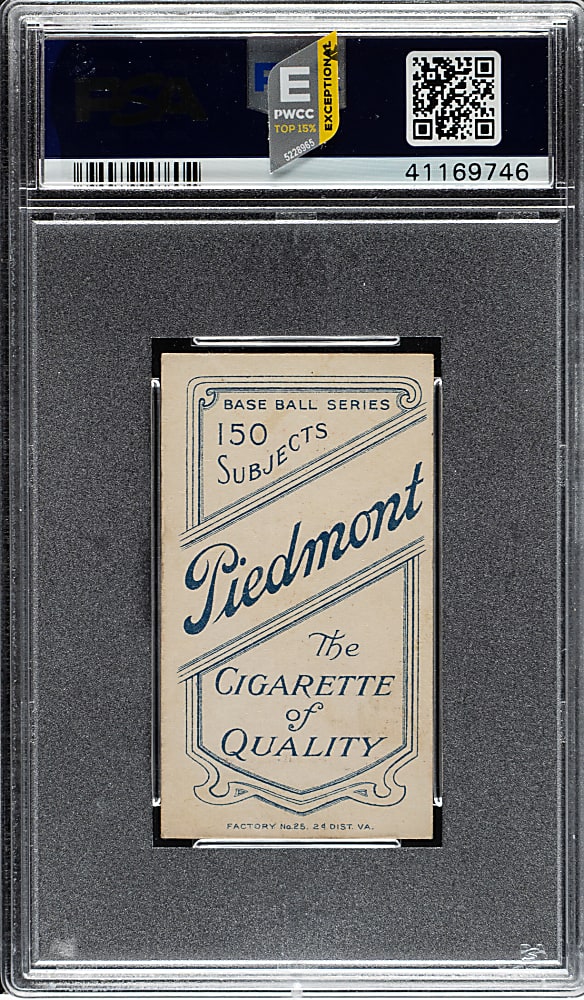 PSA
E
PWCC
TOP 15%
EXCEPTIONAL
5228965
41169746
BASE BALL SERIES
150
SUBJECTS
Piedmont
The
CIGARETTE
of
QUALITY
FACTORY No. 25. 2d DIST. VA.